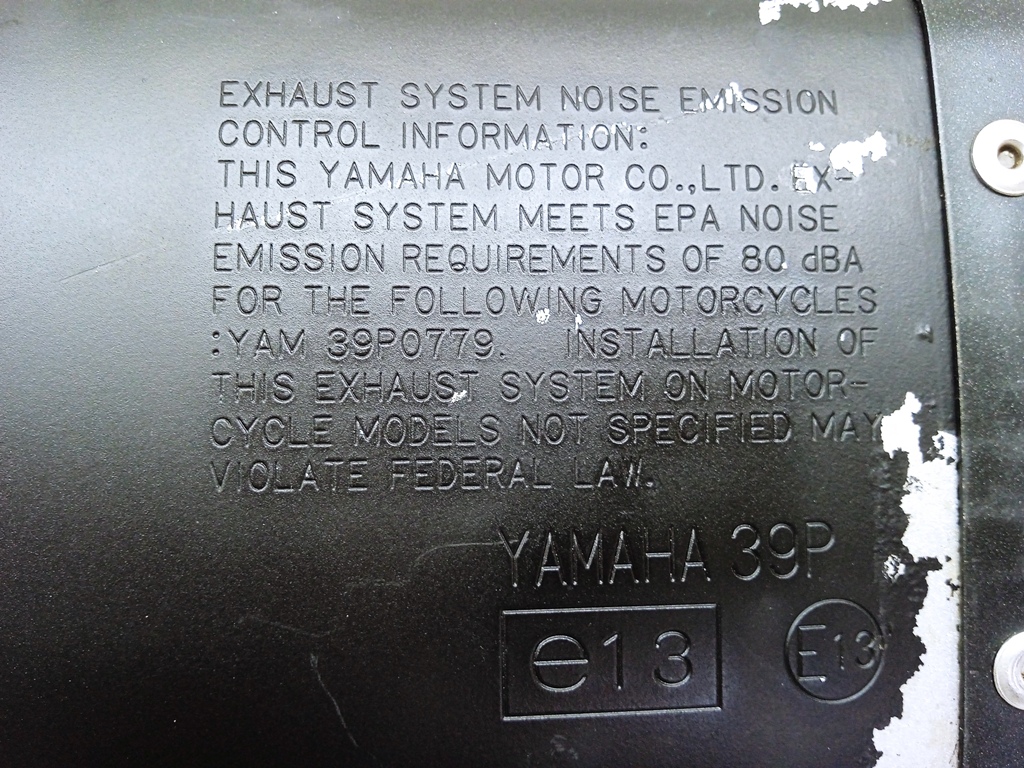 EXHAUST SYSTEM NOISE EMISSION
CONTROL INFORMATION:
THIS YAMAHA MOTOR CO.,LTD. EX-
HAUST SYSTEM MEETS EPA NOISE
EMISSION REQUIREMENTS OF 80 dBA
FOR THE FOLLOWING MOTORCYCLES
:YAM 39P0779. INSTALLATION OF
THIS EXHAUST SYSTEM ON MOTOR-
CYCLE MODELS NOT SPECIFIED MAY
VIOLATE FEDERAL LAW.
YAMAHA 39P
e13 E13